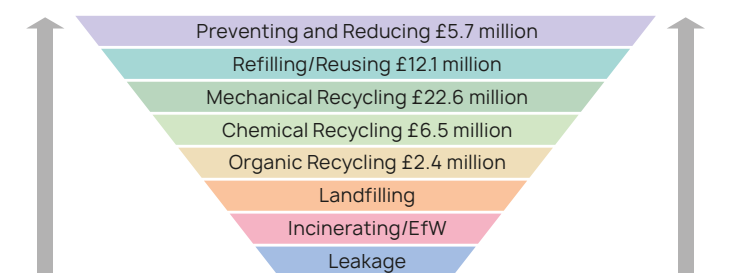 Preventing and Reducing £5.7 million
Refilling/Reusing £12.1 million
Mechanical Recycling £22.6 million
Chemical Recycling £6.5 million
Organic Recycling £2.4 million
Landfilling
Incinerating/EfW
Leakage